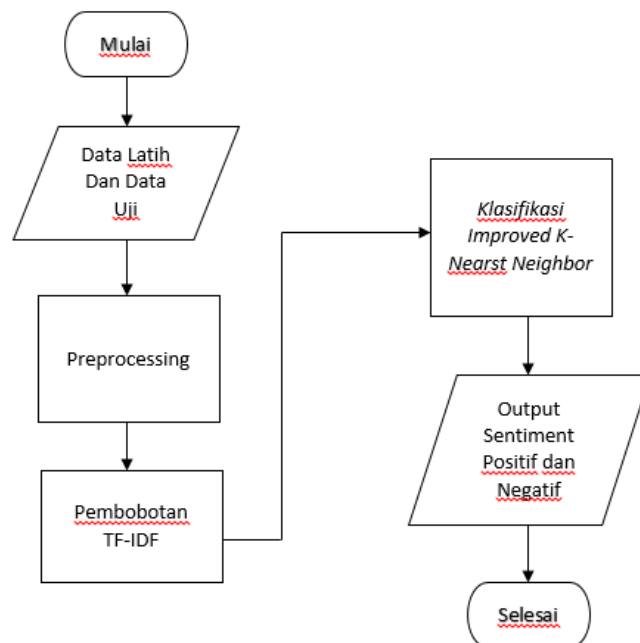 Mulai
Data Latih
Dan Data
Uji
Preprocessing
Pembobotan
TF-IDF
Klasifikasi
Improved K-
Nearst Neighbor
Output
Sentiment
Positif dan
Negatif
Selesai